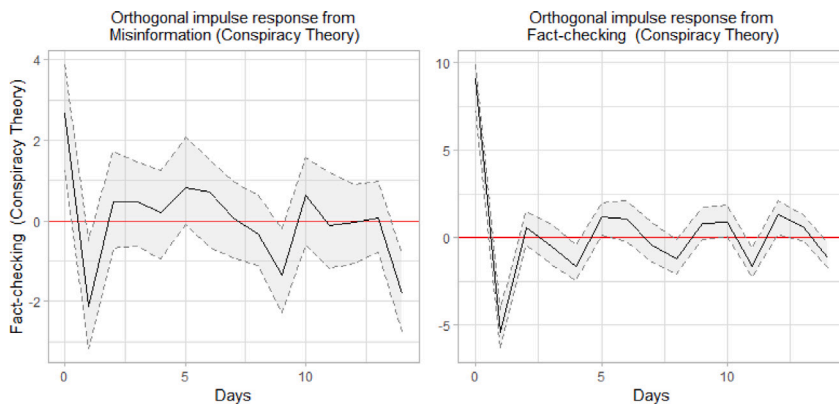 Orthogonal impulse response from
Misinformation (Conspiracy Theory)
Fact-checking (Conspiracy Theory)
4
2
0
-2
0
5
10
Days
Orthogonal impulse response from
Fact-checking (Conspiracy Theory)
10
5
0
-5
0
5
10
Days